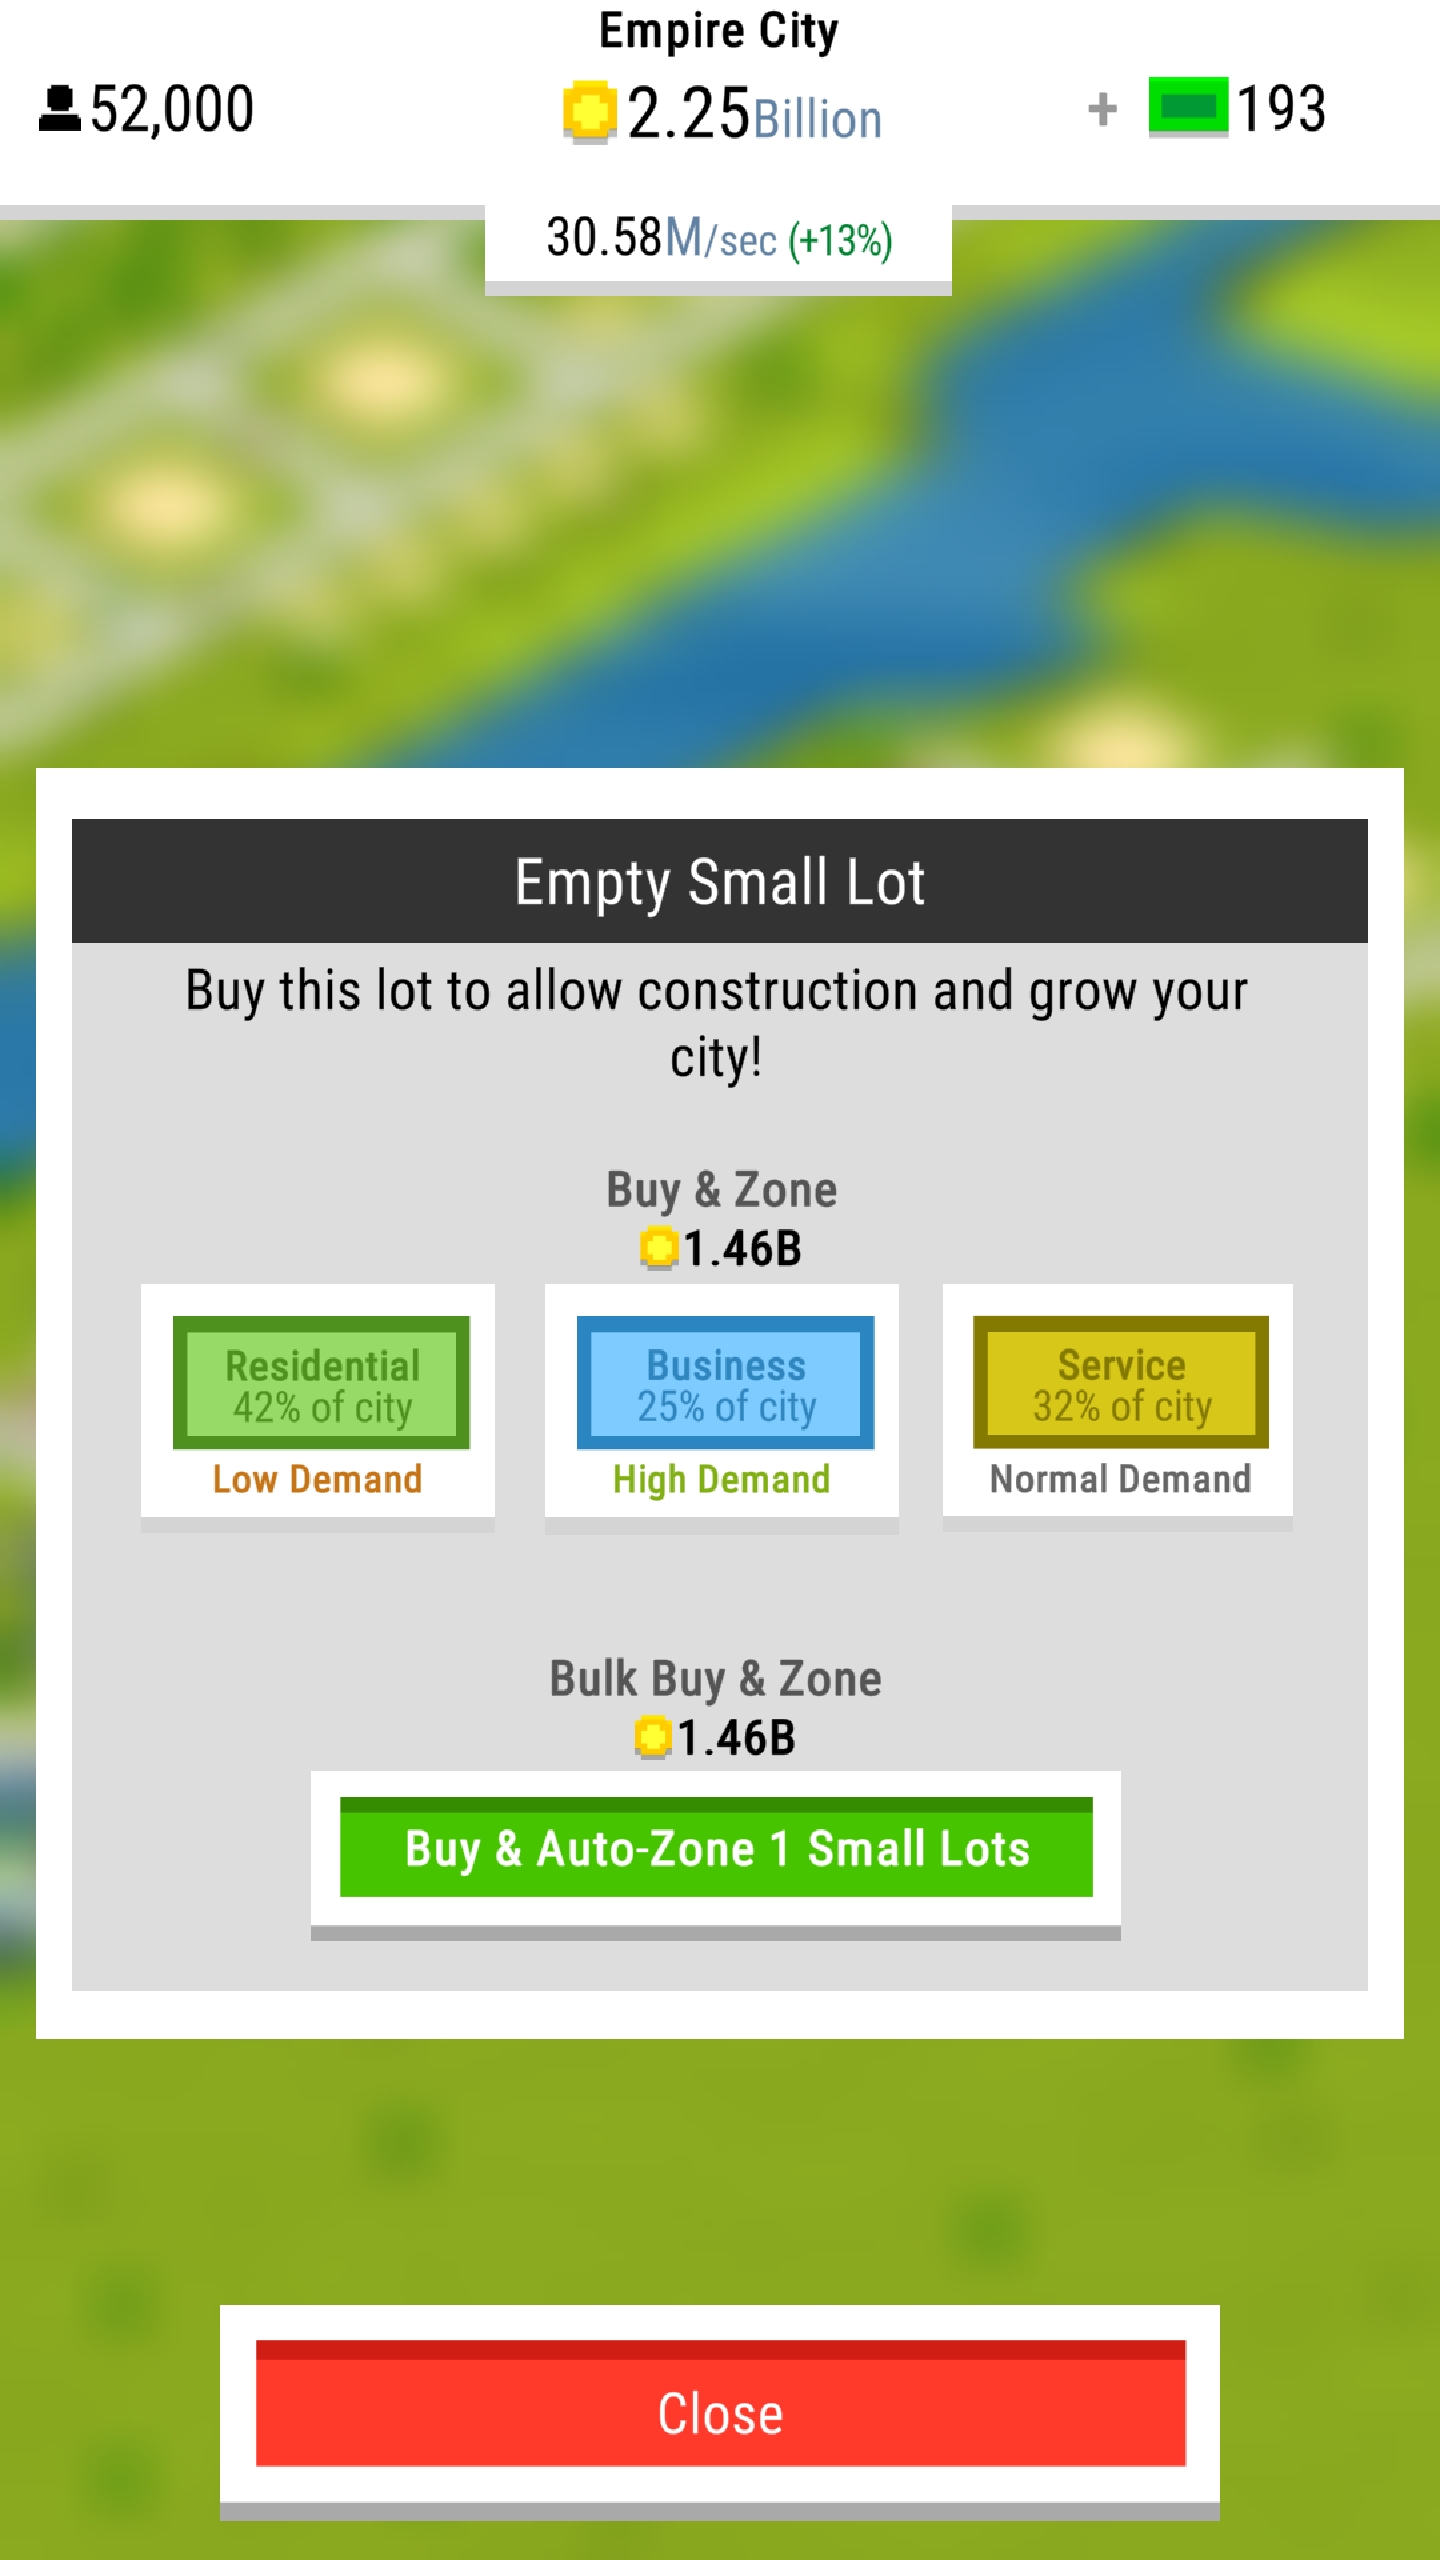 Empire City
52,000
2.25Billion
+ 193
30.58M/sec (+13%)
Empty Small Lot
Buy this lot to allow construction and grow your
city!
Buy & Zone
1.46B
Residential
42% of city
Low Demand
Business
25% of city
High Demand
Service
32% of city
Normal Demand
Bulk Buy & Zone
1.46B
Buy & Auto-Zone 1 Small Lots
Close